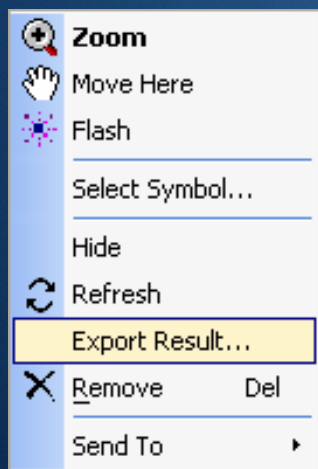 Zoom
Move Here
Flash
Select Symbol...
Hide
Refresh
Export Result...
Remove Del
Send To